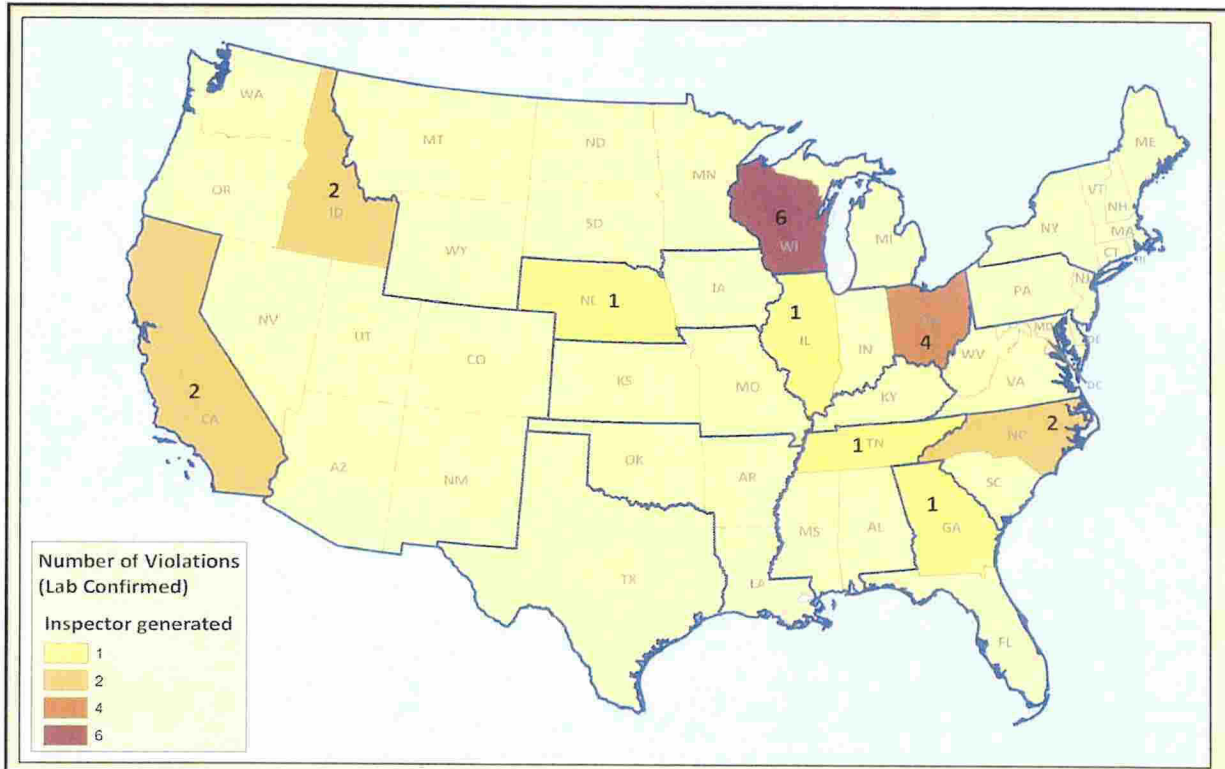 WA
MT
ND
MN
ME
OR
2
ID
SD
WY
6
WI
MI
VT
NH
NY
MA
CT
NE 1
IA
PA
NJ
NV
UT
CO
1
IL
IN
4
WV
MD
DE
VA
DC
2
CA
KS
MO
KY
AZ
NM
OK
AR
1 TN
NC 2
SC
MS
AL
1
GA
TX
LA
FL
Number of Violations
(Lab Confirmed)
Inspector generated
1
2
4
6